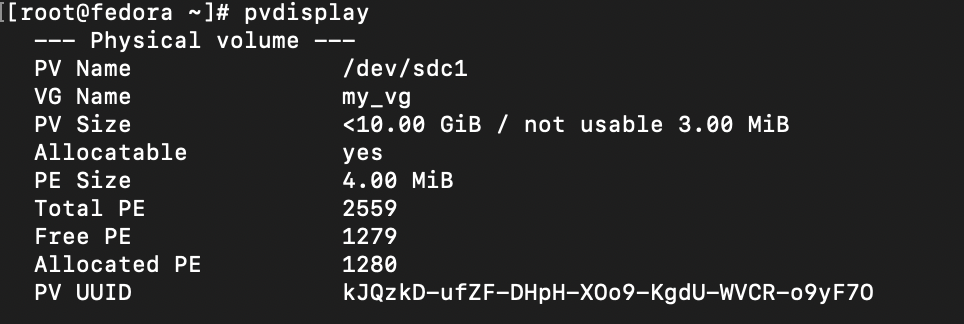 [[root@fedora ~]# pvdisplay
--- Physical volume ---
PV Name /dev/sdc1
VG Name my_vg
PV Size <10.00 GiB / not usable 3.00 MiB
Allocatable yes
PE Size 4.00 MiB
Total PE 2559
Free PE 1279
Allocated PE 1280
PV UUID kJQzkD-ufZF-DHpH-XOo9-KgdU-WVCR-o9yF7O